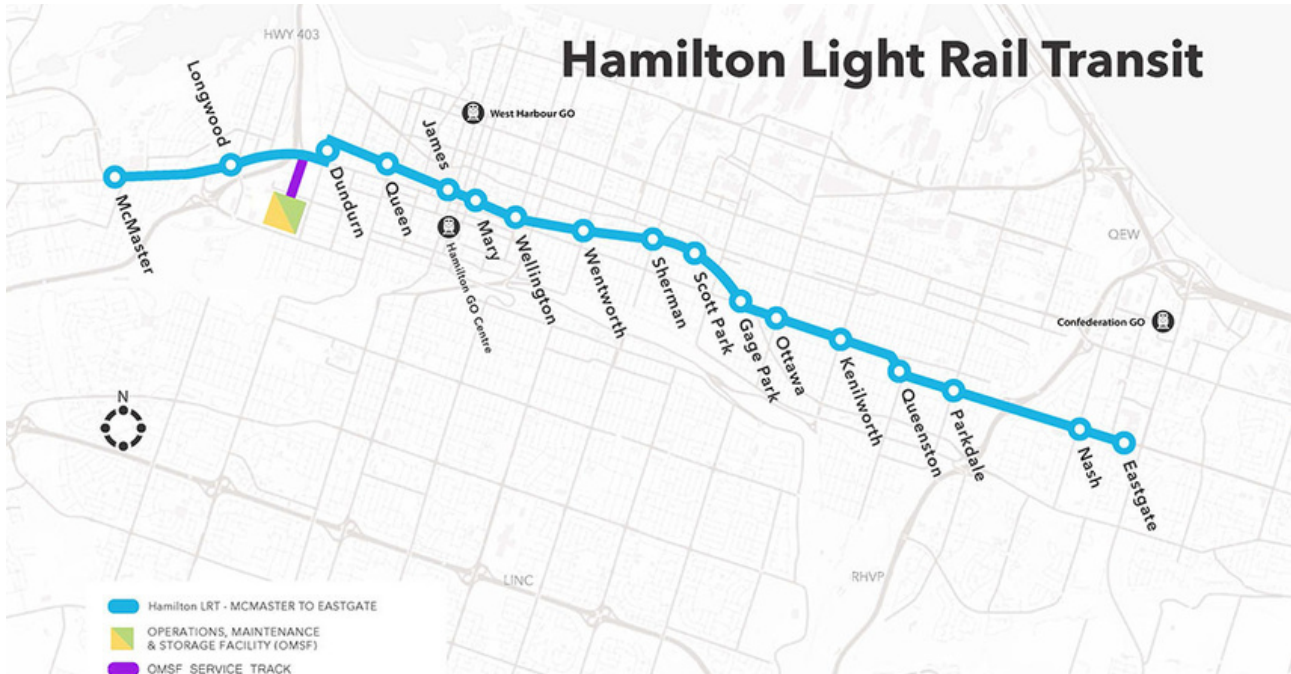 HWY 403
Hamilton Light Rail Transit
West Harbour GO
Longwood
James
McMaster
Dundurn
Queen
Mary
Wellington
Hamilton GO Centre
Wentworth
Sherman
Scott Park
Gage Park
Ottawa
Kenilworth
Queenston
Parkdale
Nash
Eastgate
QEW
Confederation GO
N
LINC
RHVP
Hamilton LRT - MCMASTER TO EASTGATE
OPERATIONS, MAINTENANCE
& STORAGE FACILITY (OMSF)
OMSF SERVICE TRACK